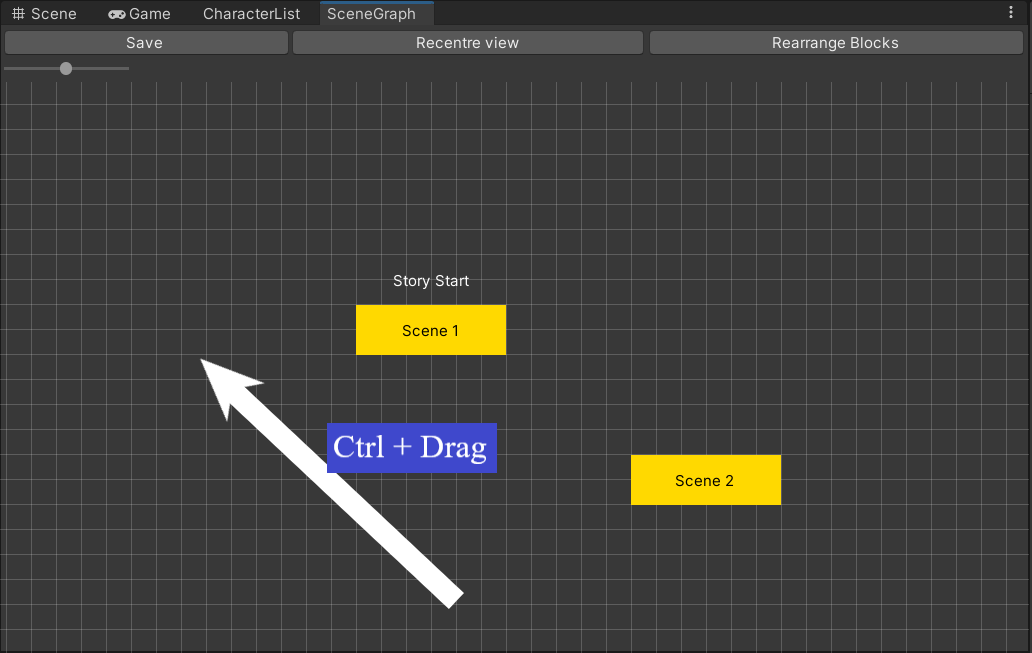 Scene Game CharacterList SceneGraph
Save Recentre view Rearrange Blocks
Story Start
Scene 1
Ctrl + Drag
Scene 2